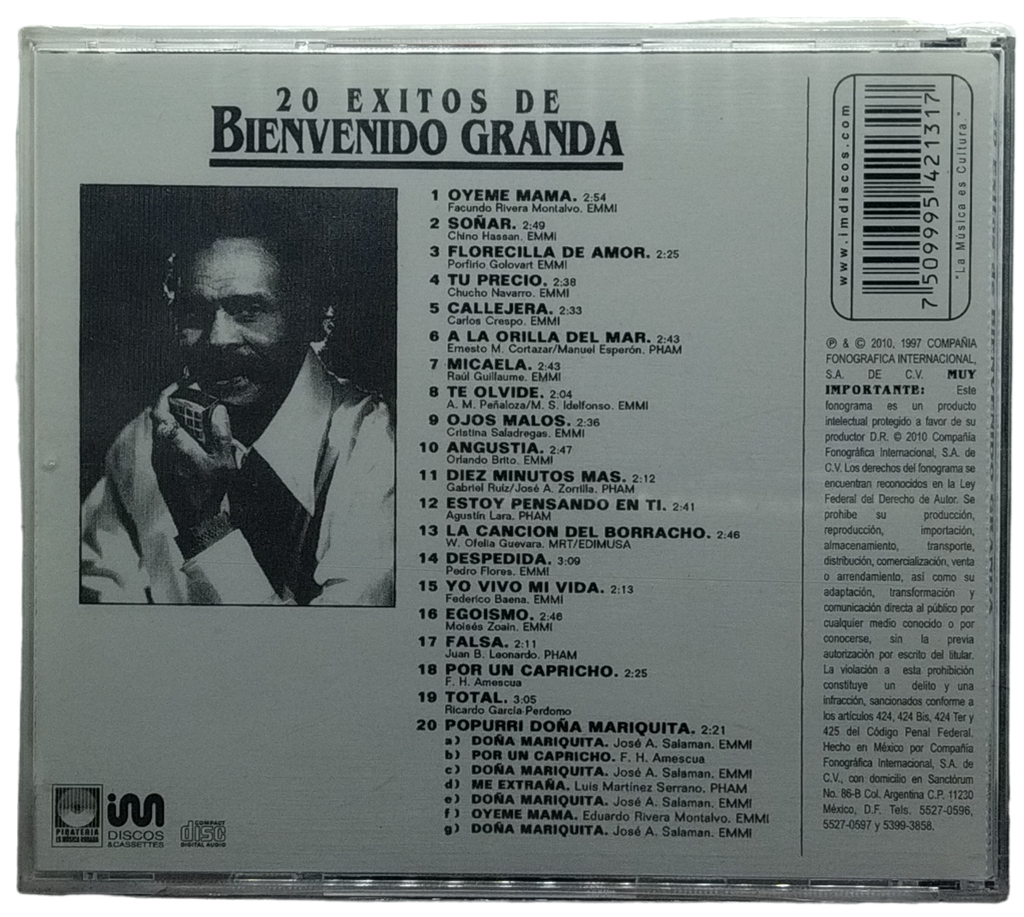 20 EXITOS DE
BIENVENIDO GRANDA
1 OYEME MAMA. 2:54
Facundo Rivera Montalvo. EMMI
2 SOÑAR. 2:49
Chino Hassan. EMMI
3 FLORECILLA DE AMOR. 2:25
Porfirio Golovart EMMI
4 TU PRECIO. 2:38
Chucho Navarro. EMMI
5 CALLEJERA. 2:33
Carlos Crespo. EMMI
6 A LA ORILLA DEL MAR. 2:43
Ernesto M. Cortazar/Manuel Esperón. PHAM
7 MICAELA. 2:43
Raúl Guillaume. EMMI
8 TE OLVIDE. 2:04
A. M. Peñaloza/M. S. Idelfonso. EMMI
9 OJOS MALOS. 2:36
Cristina Saladregas. EMMI
10 ANGUSTIA. 2:47
Orlando Brito. EMMI
11 DIEZ MINUTOS MAS. 2:12
Gabriel Ruiz/José A. Zorrilla. PHAM
12 ESTOY PENSANDO EN TI. 2:41
Agustín Lara. PHAM
13 LA CANCION DEL BORRACHO. 2:46
W. Ofelia Guevara. MRT/EDIMUSA
14 DESPEDIDA. 3:09
Pedro Flores. EMMI
15 YO VIVO MI VIDA. 2:13
Federico Baena. EMMI
16 EGOISMO. 2:46
Moisés Zoain. EMMI
17 FALSA. 2:11
Juan B. Leonardo. PHAM
18 POR UN CAPRICHO. 2:25
F. H. Amescua
19 TOTAL. 3:05
Ricardo García Perdomo
20 POPURRI DOÑA MARIQUITA. 2:21
a) DOÑA MARIQUITA. José A. Salaman. EMMI
b) POR UN CAPRICHO. F. H. Amescua
c) DOÑA MARIQUITA. José A. Salaman. EMMI
d) ME EXTRAÑA. Luis Martínez Serrano. PHAM
e) DOÑA MARIQUITA. José A. Salaman. EMMI
f) OYEME MAMA. Eduardo Rivera Montalvo. EMMI
g) DOÑA MARIQUITA. José A. Salaman. EMMI
PIRATERIA
ES MUSICA ROBADA
im
DISCOS
& CASSETTES
COMPACT
disc
DIGITAL AUDIO
www.imdiscos.com
7 509995 421317
"La Música es Cultura."
℗ & © 2010, 1997 COMPAÑIA
FONOGRAFICA INTERNACIONAL,
S.A. DE C.V. MUY
IMPORTANTE: Este
fonograma es un producto
intelectual protegido a favor de su
productor D.R. © 2010 Compañía
Fonográfica Internacional, S.A. de
C.V. Los derechos del fonograma se
encuentran reconocidos en la Ley
Federal del Derecho de Autor. Se
prohibe su producción,
reproducción, importación,
almacenamiento, transporte,
distribución, comercialización, venta
o arrendamiento, así como su
adaptación, transformación y
comunicación directa al público por
cualquier medio conocido o por
conocerse, sin la previa
autorización por escrito del titular.
La violación a esta prohibición
constituye un delito y una
infracción, sancionados conforme a
los artículos 424, 424 Bis, 424 Ter y
425 del Código Penal Federal.
Hecho en México por Compañía
Fonográfica Internacional, S.A. de
C.V., con domicilio en Sanctórum
No. 86-B Col. Argentina C.P. 11230
México, D.F. Tels. 5527-0596,
5527-0597 y 5399-3858.